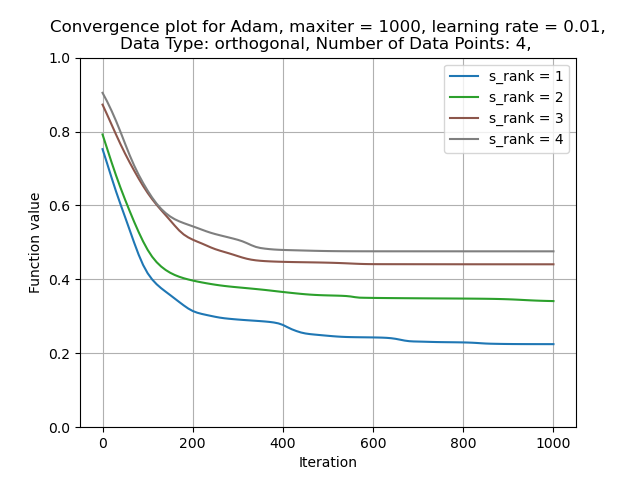 Convergence plot for Adam, maxiter = 1000, learning rate = 0.01,
Data Type: orthogonal, Number of Data Points: 4,
1.0
0.8
0.6
0.4
0.2
0.0
Function value
s_rank = 1
s_rank = 2
s_rank = 3
s_rank = 4
0 200 400 600 800 1000
Iteration